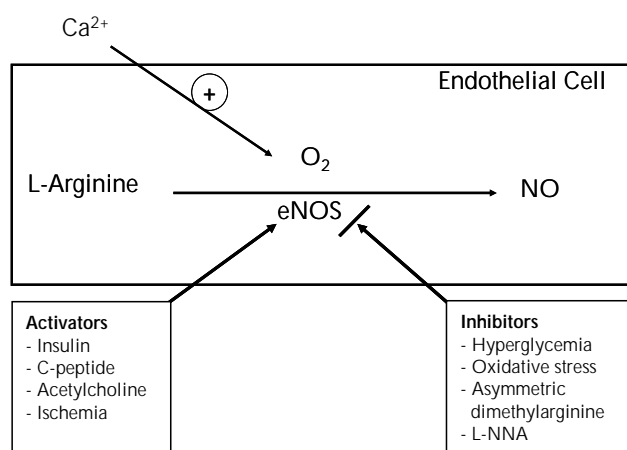 Ca²⁺
Endothelial Cell
+
O₂
L-Arginine
NO
eNOS
Activators
- Insulin
- C-peptide
- Acetylcholine
- Ischemia
Inhibitors
- Hyperglycemia
- Oxidative stress
- Asymmetric
dimethylarginine
- L-NNA